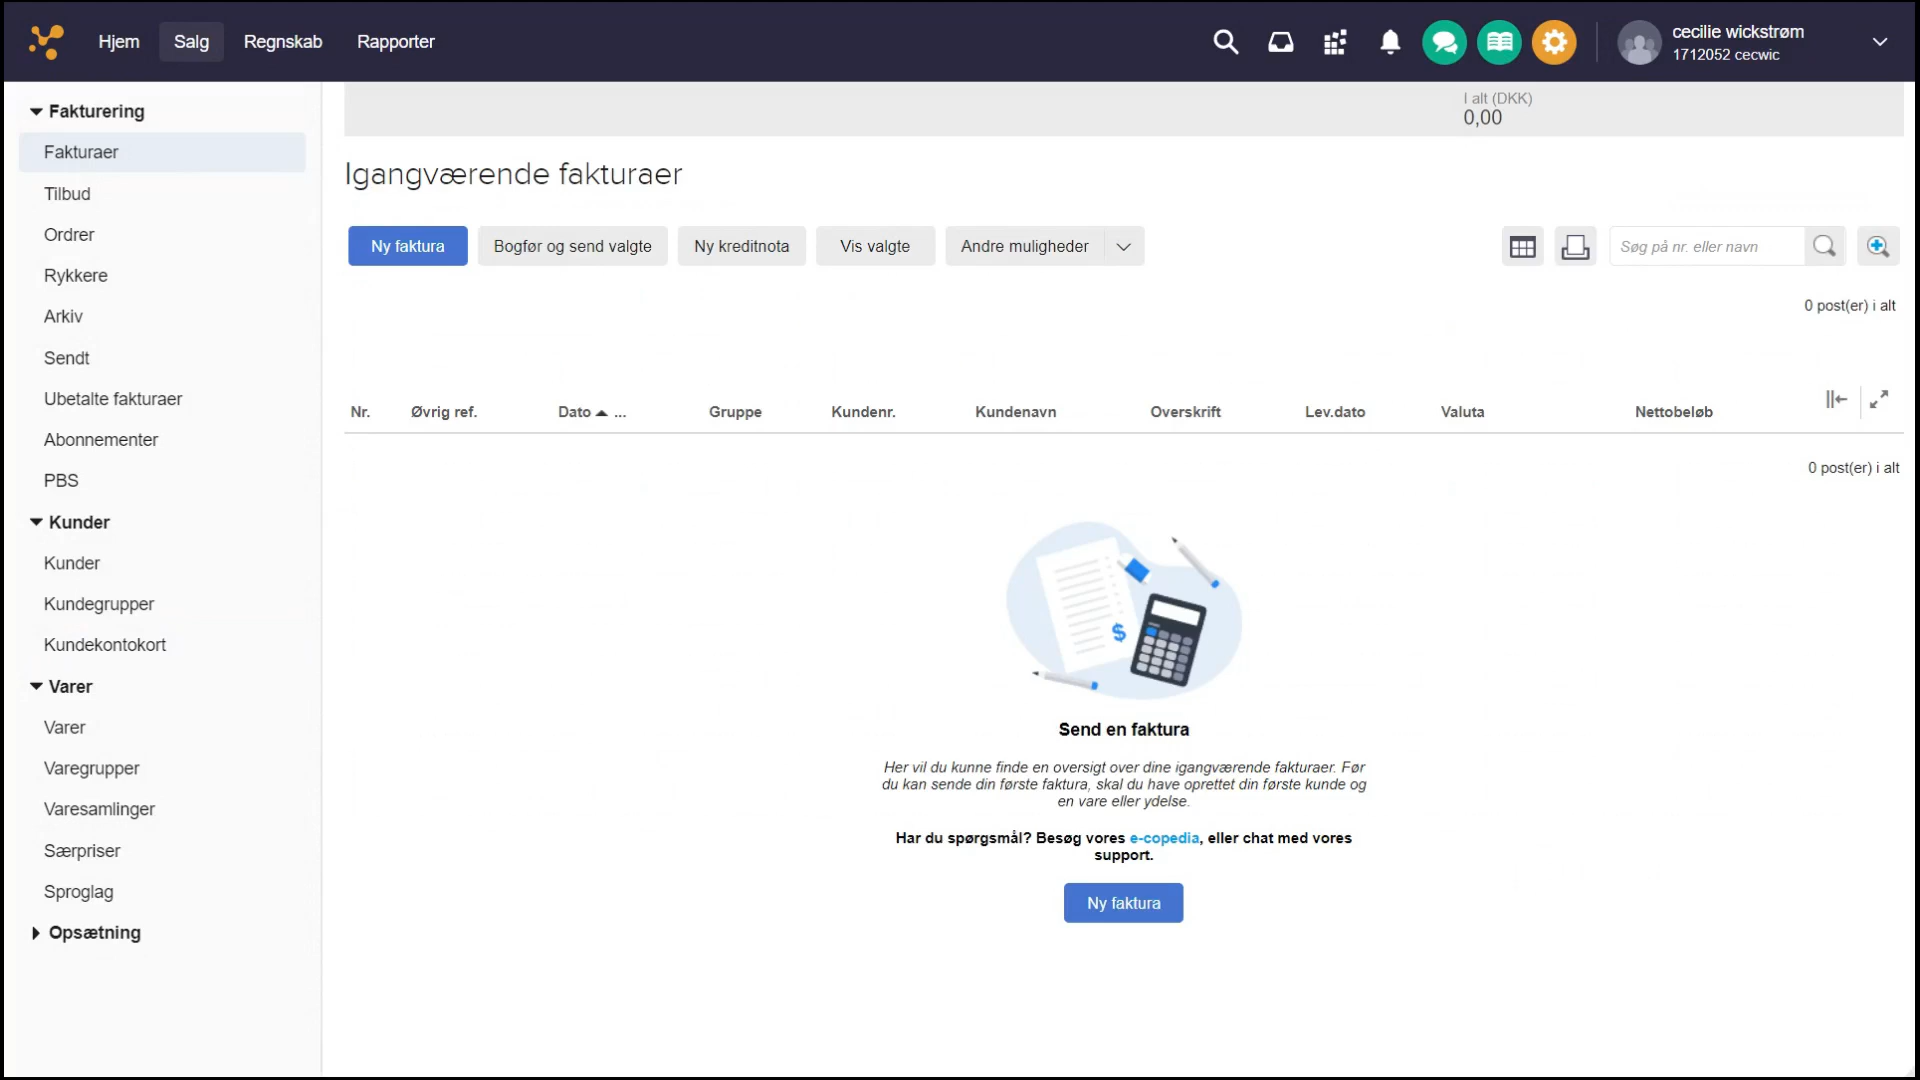 Hjem Salg Regnskab Rapporter
cecilie wickstrøm
1712052 cecwic
Fakturering
Fakturaer
Tilbud
Ordrer
Rykkere
Arkiv
Sendt
Ubetalte fakturaer
Abonnementer
PBS
Kunder
Kunder
Kundegrupper
Kundekontokort
Varer
Varer
Varegrupper
Varesamlinger
Særpriser
Sproglag
Opsætning
I alt (DKK)
0,00
Igangværende fakturaer
Ny faktura Bogfør og send valgte Ny kreditnota Vis valgte Andre muligheder Søg på nr. eller navn
0 post(er) i alt
Nr. Øvrig ref. Dato ... Gruppe Kundenr. Kundenavn Overskrift Lev.dato Valuta Nettobeløb
0 post(er) i alt
$
Send en faktura
Her vil du kunne finde en oversigt over dine igangværende fakturaer. Før
du kan sende din første faktura, skal du have oprettet din første kunde og
en vare eller ydelse.
Har du spørgsmål? Besøg vores e-copedia, eller chat med vores
support.
Ny faktura